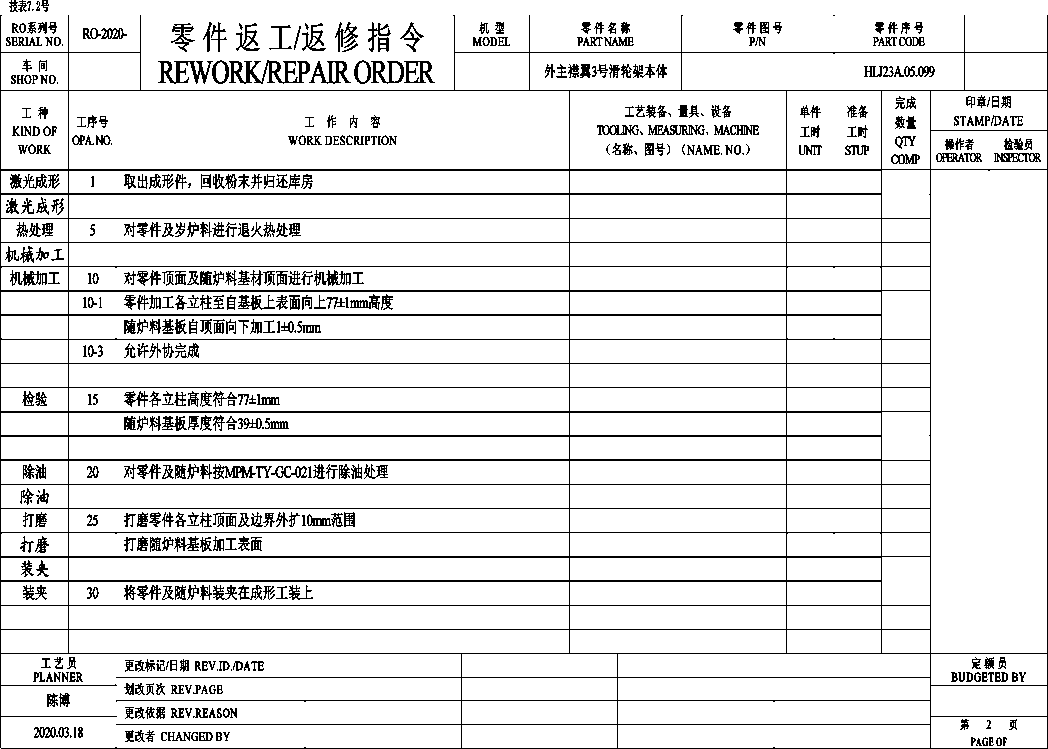 技表7.2号
RO系列号 SERIAL NO. RO-2020- 零件返工/返修指令 REWORK/REPAIR ORDER 机 型 MODEL 零 件 名 称 PART NAME 零 件 图 号 P/N 零 件 序 号 PART CODE
车 间 SHOP NO. 外主襟翼3号滑轮架本体 HLJ23A.05.099
工 种 KIND OF WORK 工序号 OPA. NO. 工 作 内 容 WORK DESCRIPTION 工艺装备、量具、设备 TOOLING、MEASURING、MACHINE （名称、图号）（NAME. NO.） 单件 工时 UNIT 准备 工时 STUP 完成 数量 QTY COMP 印章/日期 STAMP/DATE
操作者 OPERATOR 检验员 INSPECTOR
激光成形 1 取出成形件，回收粉末并归还库房
激光成形
热处理 5 对零件及岁炉料进行退火热处理
机械加工
机械加工 10 对零件顶面及随炉料基材顶面进行机械加工
10-1 零件加工各立柱至自基板上表面向上77±1mm高度
随炉料基板自顶面向下加工1±0.5mm
10-3 允许外协完成
检验 15 零件各立柱高度符合77±1mm
随炉料基板厚度符合39±0.5mm
除油 20 对零件及随炉料按MPM-TY-GC-021进行除油处理
除油
打磨 25 打磨零件各立柱顶面及边界外扩10mm范围
打磨 打磨随炉料基板加工表面
装夹
装夹 30 将零件及随炉料装夹在成形工装上
工 艺 员 PLANNER 更改标记/日期 REV.ID./DATE 定 额 员 BUDGETED BY
陈博 划改页次 REV.PAGE
更改依据 REV.REASON
2020.03.18 更改者 CHANGED BY 第 2 页 PAGE OF